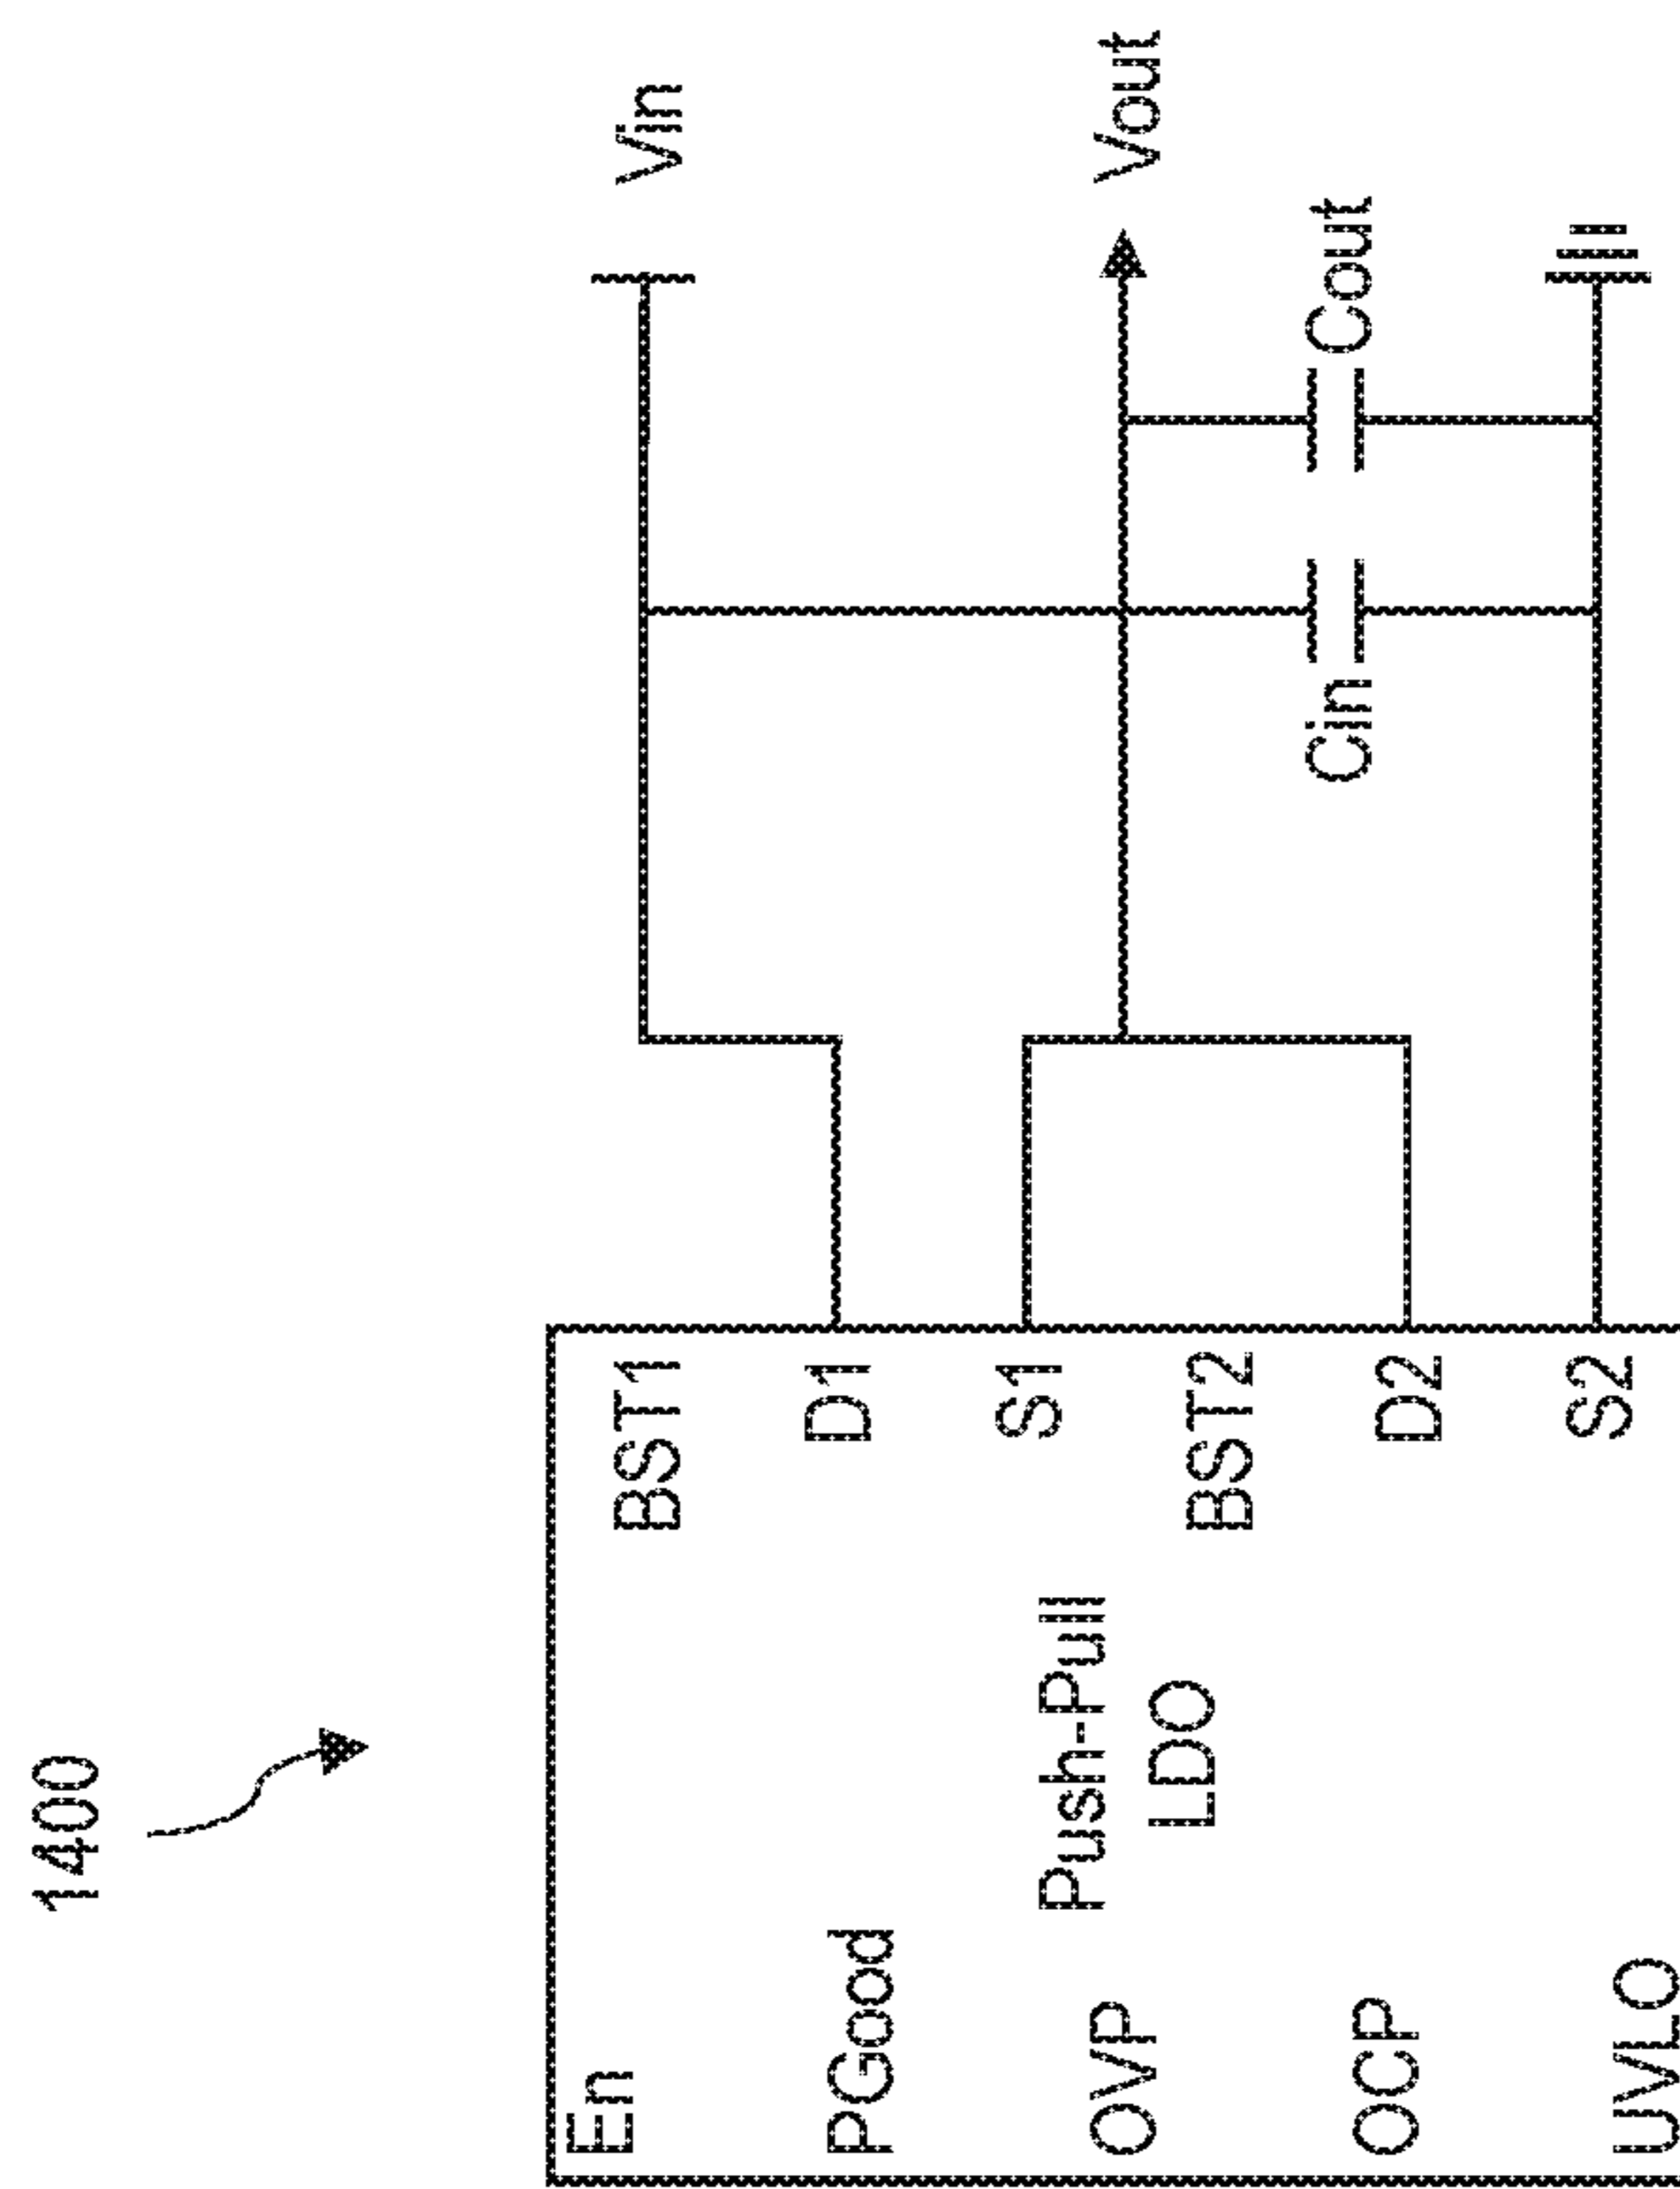 1400
En
PGood
OVP
OCP
UVLO
Push-Pull
LDO
BST1
D1
S1
BST2
D2
S2
Vin
Vout
Cin
Cout